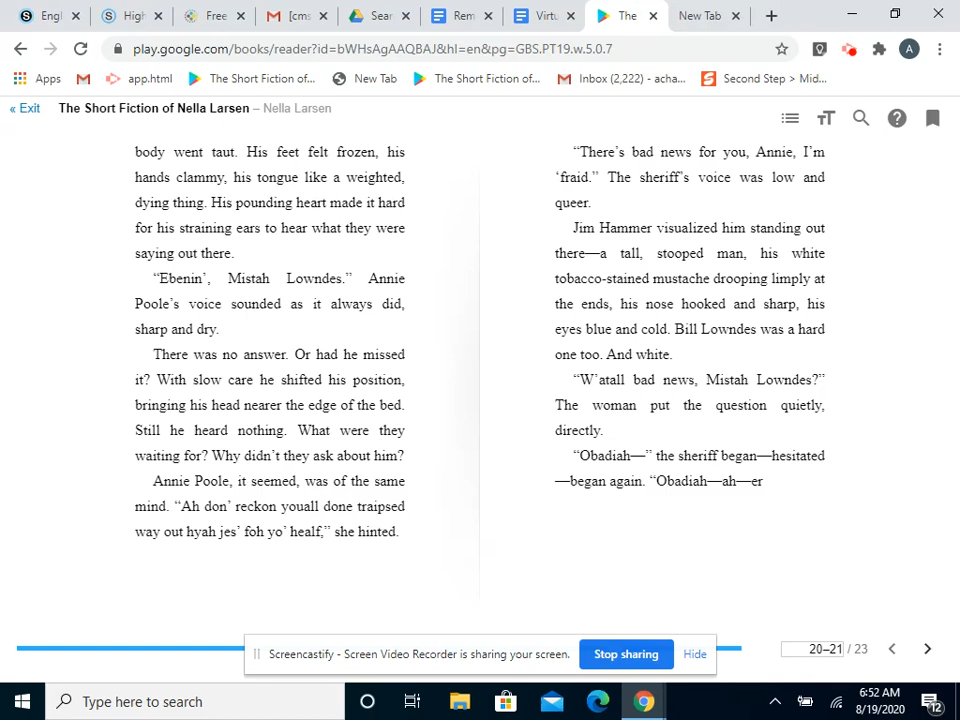 Engl
High
Free
M [cms
Sear
Rem
Virtu
The
New Tab
play.google.com/books/reader?id=bWHsAgAAQBAJ&hl=en&pg=GBS.PT19.w.5.0.7
A
Apps
app.html
The Short Fiction of...
New Tab
The Short Fiction of...
Inbox (2,222) - acha...
Second Step > Mid...
« Exit
The Short Fiction of Nella Larsen – Nella Larsen
body went taut. His feet felt frozen, his
hands clammy, his tongue like a weighted,
dying thing. His pounding heart made it hard
for his straining ears to hear what they were
saying out there.
“Ebenin’, Mistah Lowndes.” Annie
Poole’s voice sounded as it always did,
sharp and dry.
There was no answer. Or had he missed
it? With slow care he shifted his position,
bringing his head nearer the edge of the bed.
Still he heard nothing. What were they
waiting for? Why didn’t they ask about him?
Annie Poole, it seemed, was of the same
mind. “Ah don’ reckon youall done traipsed
way out hyah jes’ foh yo’ healf,” she hinted.
“There’s bad news for you, Annie, I’m
‘fraid.” The sheriff’s voice was low and
queer.
Jim Hammer visualized him standing out
there—a tall, stooped man, his white
tobacco-stained mustache drooping limply at
the ends, his nose hooked and sharp, his
eyes blue and cold. Bill Lowndes was a hard
one too. And white.
“W’atall bad news, Mistah Lowndes?”
The woman put the question quietly,
directly.
“Obadiah—” the sheriff began—hesitated
—began again. “Obadiah—ah—er
Screencastify - Screen Video Recorder is sharing your screen.
Stop sharing
Hide
20–21 / 23
Type here to search
6:52 AM
8/19/2020
12